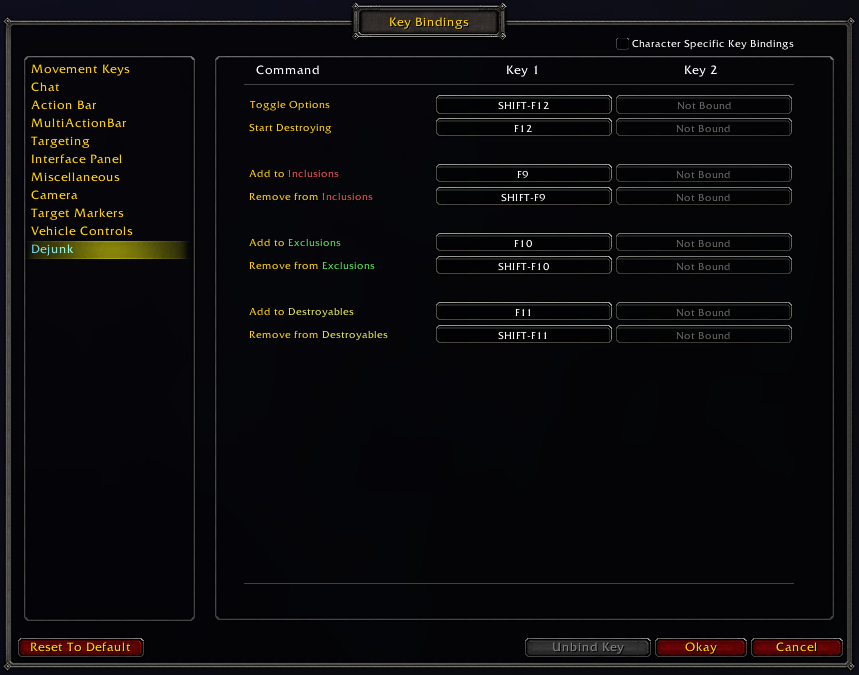 Key Bindings
Character Specific Key Bindings
Movement Keys
Chat
Action Bar
MultiActionBar
Targeting
Interface Panel
Miscellaneous
Camera
Target Markers
Vehicle Controls
Dejunk
Command Key 1 Key 2
Toggle Options SHIFT-F12 Not Bound
Start Destroying F12 Not Bound
Add to Inclusions F9 Not Bound
Remove from Inclusions SHIFT-F9 Not Bound
Add to Exclusions F10 Not Bound
Remove from Exclusions SHIFT-F10 Not Bound
Add to Destroyables F11 Not Bound
Remove from Destroyables SHIFT-F11 Not Bound
Reset To Default Unbind Key Okay Cancel